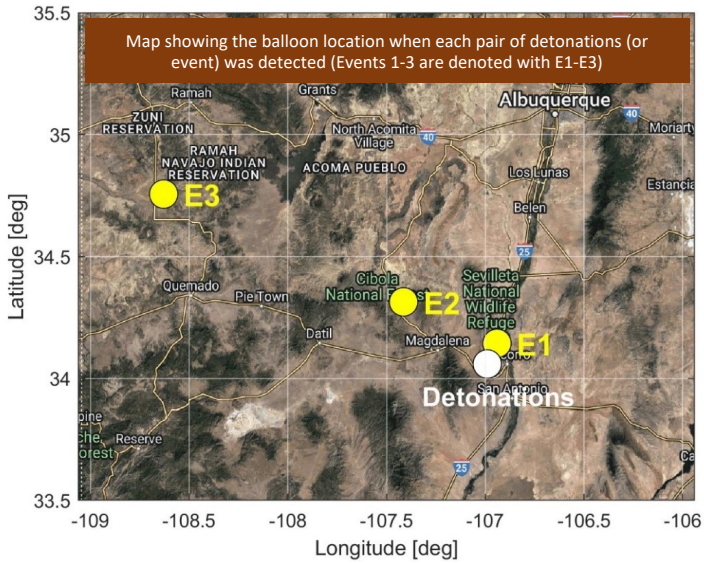 35.5
Map showing the balloon location when each pair of detonations (or
event) was detected (Events 1-3 are denoted with E1-E3)
Ramah
Grants
Albuquerque
40
ZUNI
RESERVATION
35
North Acomita
Village
40
Moriarty
RAMAH
NAVAJO INDIAN
RESERVATION
ACOMA PUEBLO
Los Lunas
Estancia
E3
Belen
34.5
25
Cibola
National
E2
Sevilleta
National
Wildlife
Refuge
Quemado
Pie Town
Datil
Magdalena
E1
34
Detonations
San Antonio
Reserve
25
33.5
-109
-108.5
-108
-107.5
-107
-106.5
-106
Latitude [deg]
Longitude [deg]